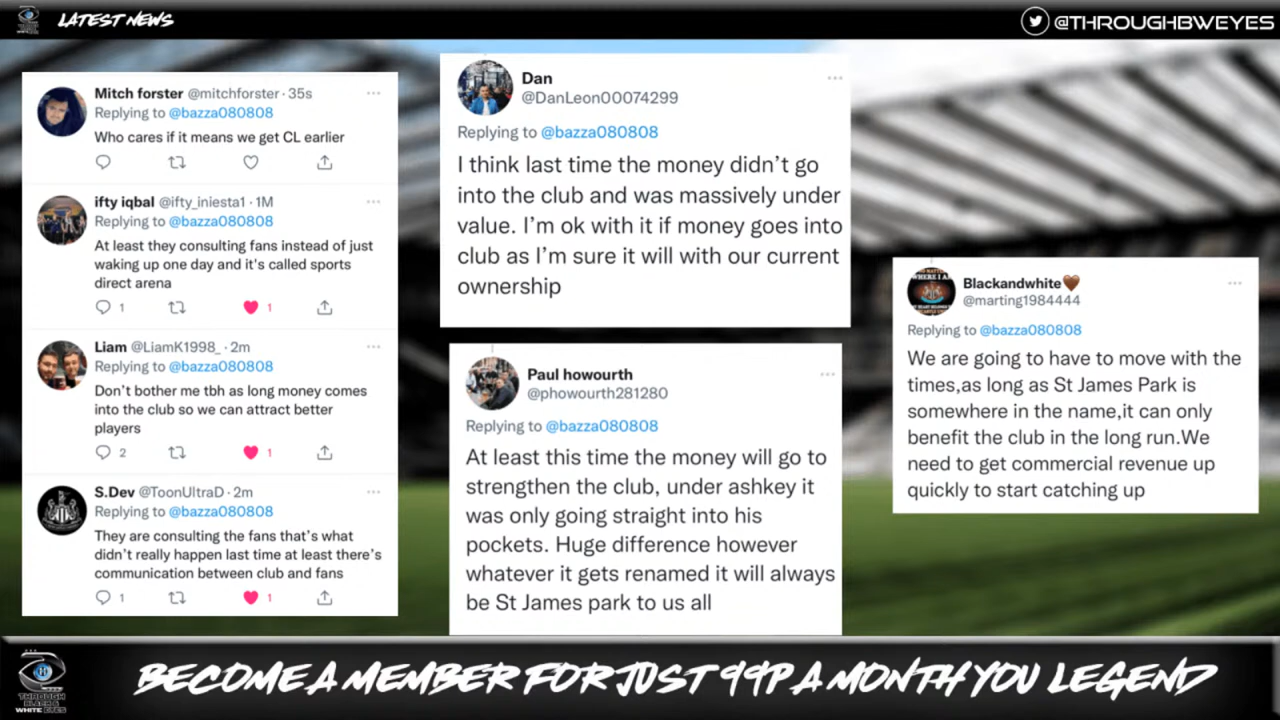 LATEST NEWS
@THROUGHBWEYES
Mitch forster @mitchforster · 35s
Replying to @bazza080808
Who cares if it means we get CL earlier
ifty iqbal @ifty_iniesta1 · 1M
Replying to @bazza080808
At least they consulting fans instead of just
waking up one day and it's called sports
direct arena
1 1
Liam @LiamK1998_ · 2m
Replying to @bazza080808
Don't bother me tbh as long money comes
into the club so we can attract better
players
2 1
S.Dev @ToonUltraD · 2m
Replying to @bazza080808
They are consulting the fans that's what
didn't really happen last time at least there's
communication between club and fans
1 1
Dan
@DanLeon00074299
Replying to @bazza080808
I think last time the money didn't go
into the club and was massively under
value. I'm ok with it if money goes into
club as I'm sure it will with our current
ownership
Paul howourth
@phowourth281280
Replying to @bazza080808
At least this time the money will go to
strengthen the club, under ashkey it
was only going straight into his
pockets. Huge difference however
whatever it gets renamed it will always
be St James park to us all
Blackandwhite🤎
@marting1984444
Replying to @bazza080808
We are going to have to move with the
times,as long as St James Park is
somewhere in the name,it can only
benefit the club in the long run.We
need to get commercial revenue up
quickly to start catching up
THROUGH
BLACK &
WHITE EYES
BECOME A MEMBER FOR JUST 99P A MONTH YOU LEGEND